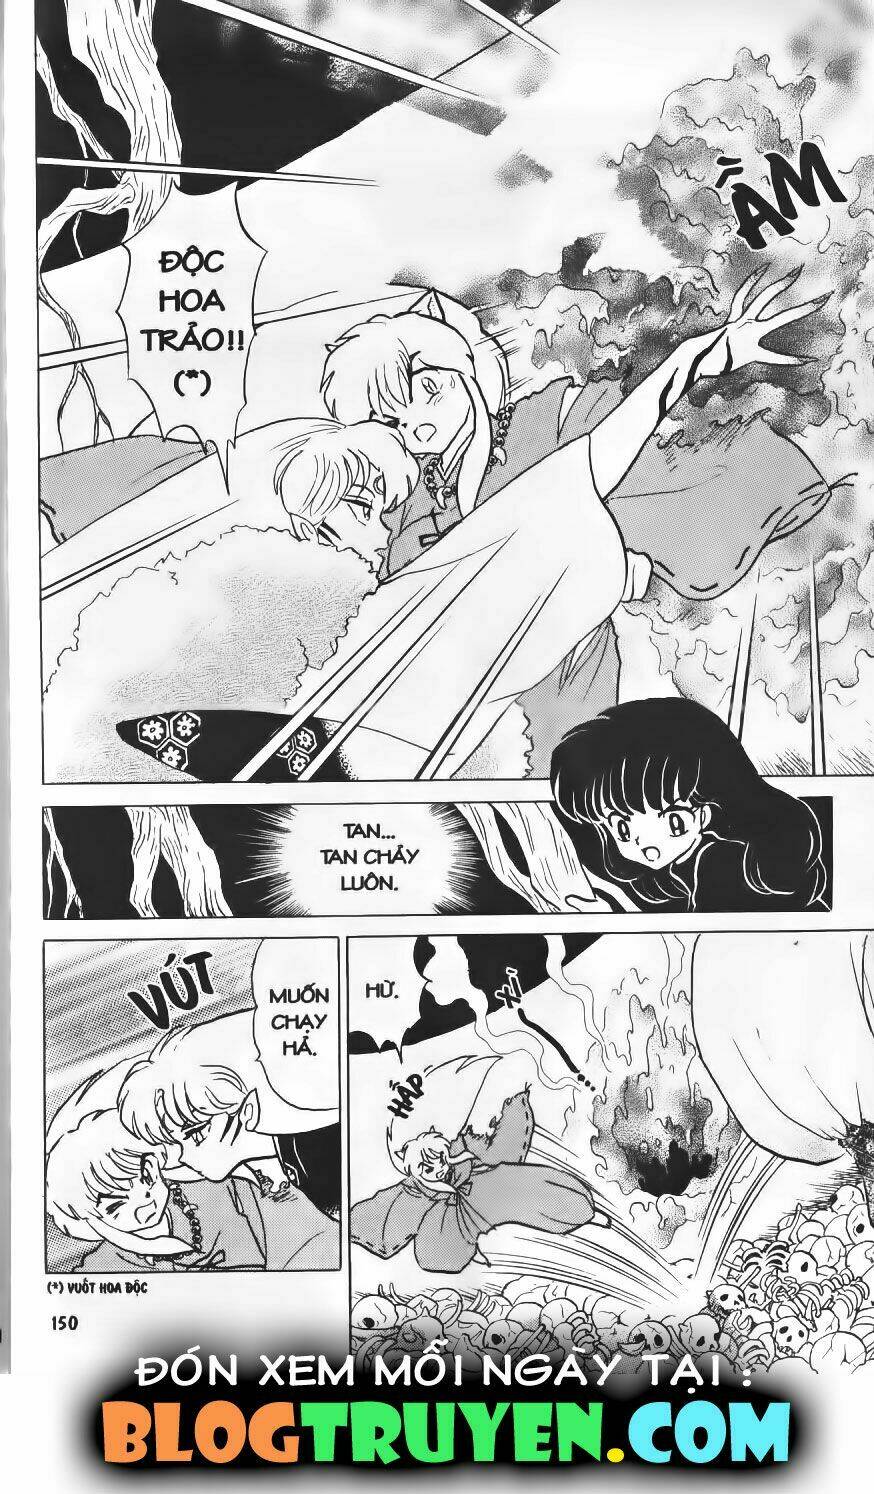 ẦM
ĐỘC
HOA
TRẢO!!
(*)
TAN...
TAN CHẢY
LUÔN.
VÚT
MUỐN
CHẠY
HẢ.
HỪ.
XÌ
HẤP
(*) VUỐT HOA ĐỘC
150
ĐÓN XEM MỖI NGÀY TẠI :
BLOGTRUYEN.COM